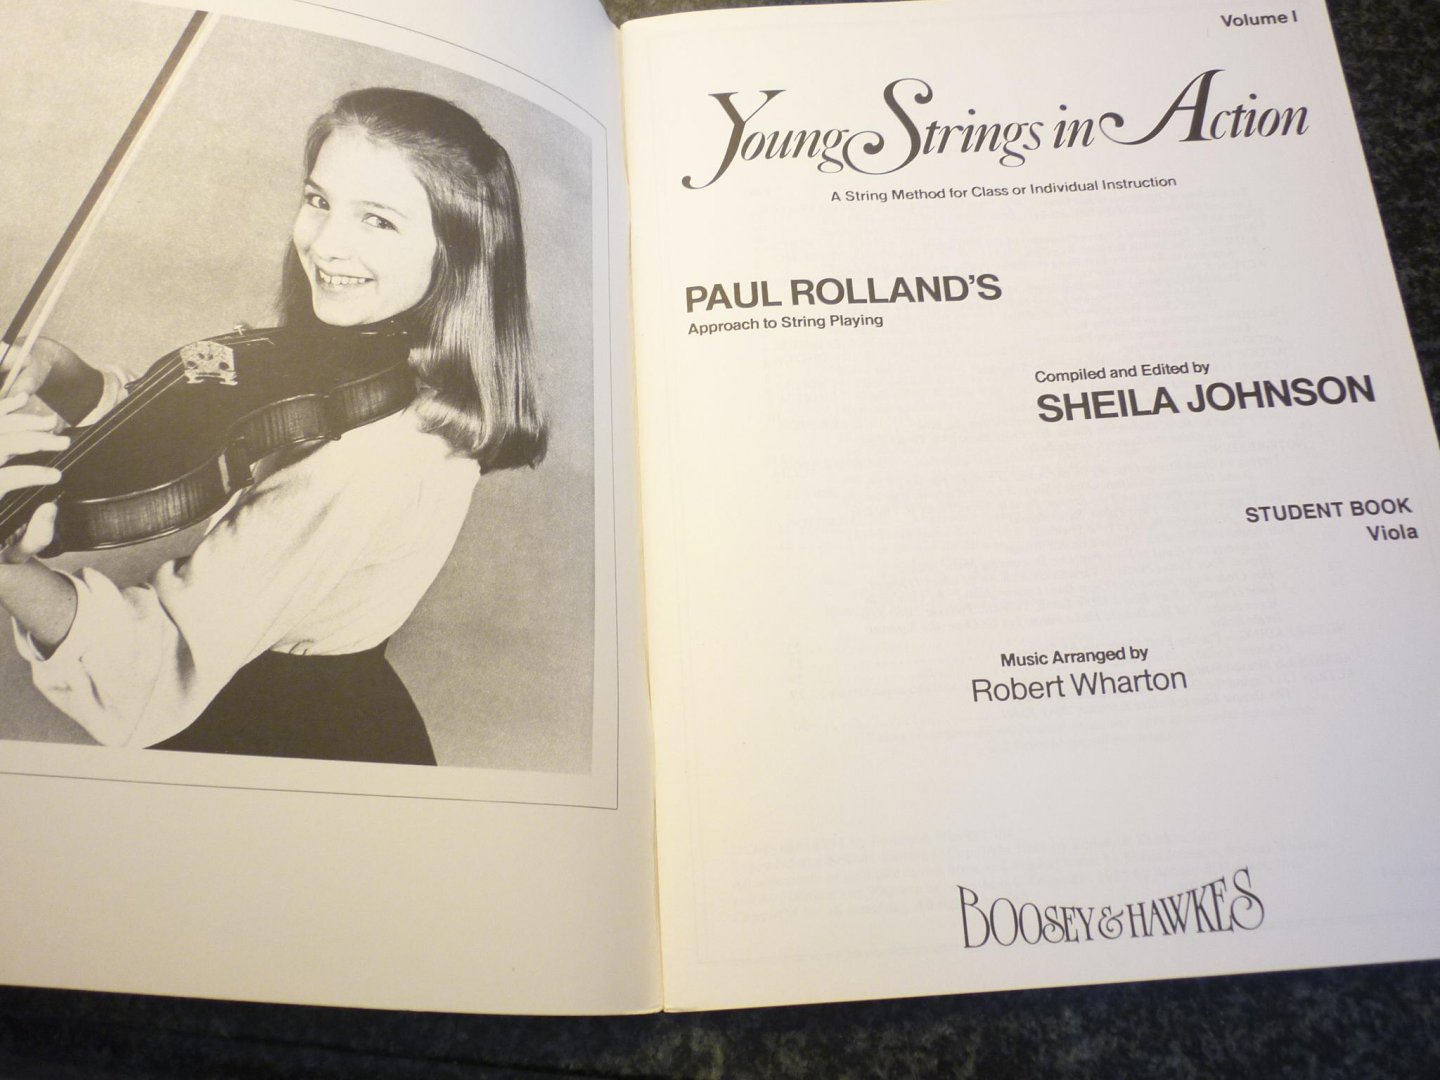 Volume I
Young Strings in Action
A String Method for Class or Individual Instruction
PAUL ROLLAND'S
Approach to String Playing
Compiled and Edited by
SHEILA JOHNSON
STUDENT BOOK
Viola
Music Arranged by
Robert Wharton
BOOSEY & HAWKES